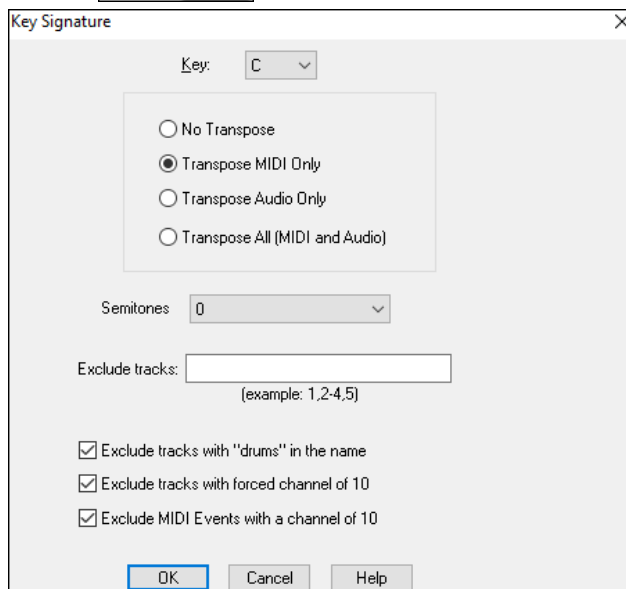 Key Signature
Key: C
No Transpose
Transpose MIDI Only
Transpose Audio Only
Transpose All (MIDI and Audio)
Semitones 0
Exclude tracks:
(example: 1,2-4,5)
Exclude tracks with "drums" in the name
Exclude tracks with forced channel of 10
Exclude MIDI Events with a channel of 10
OK Cancel Help